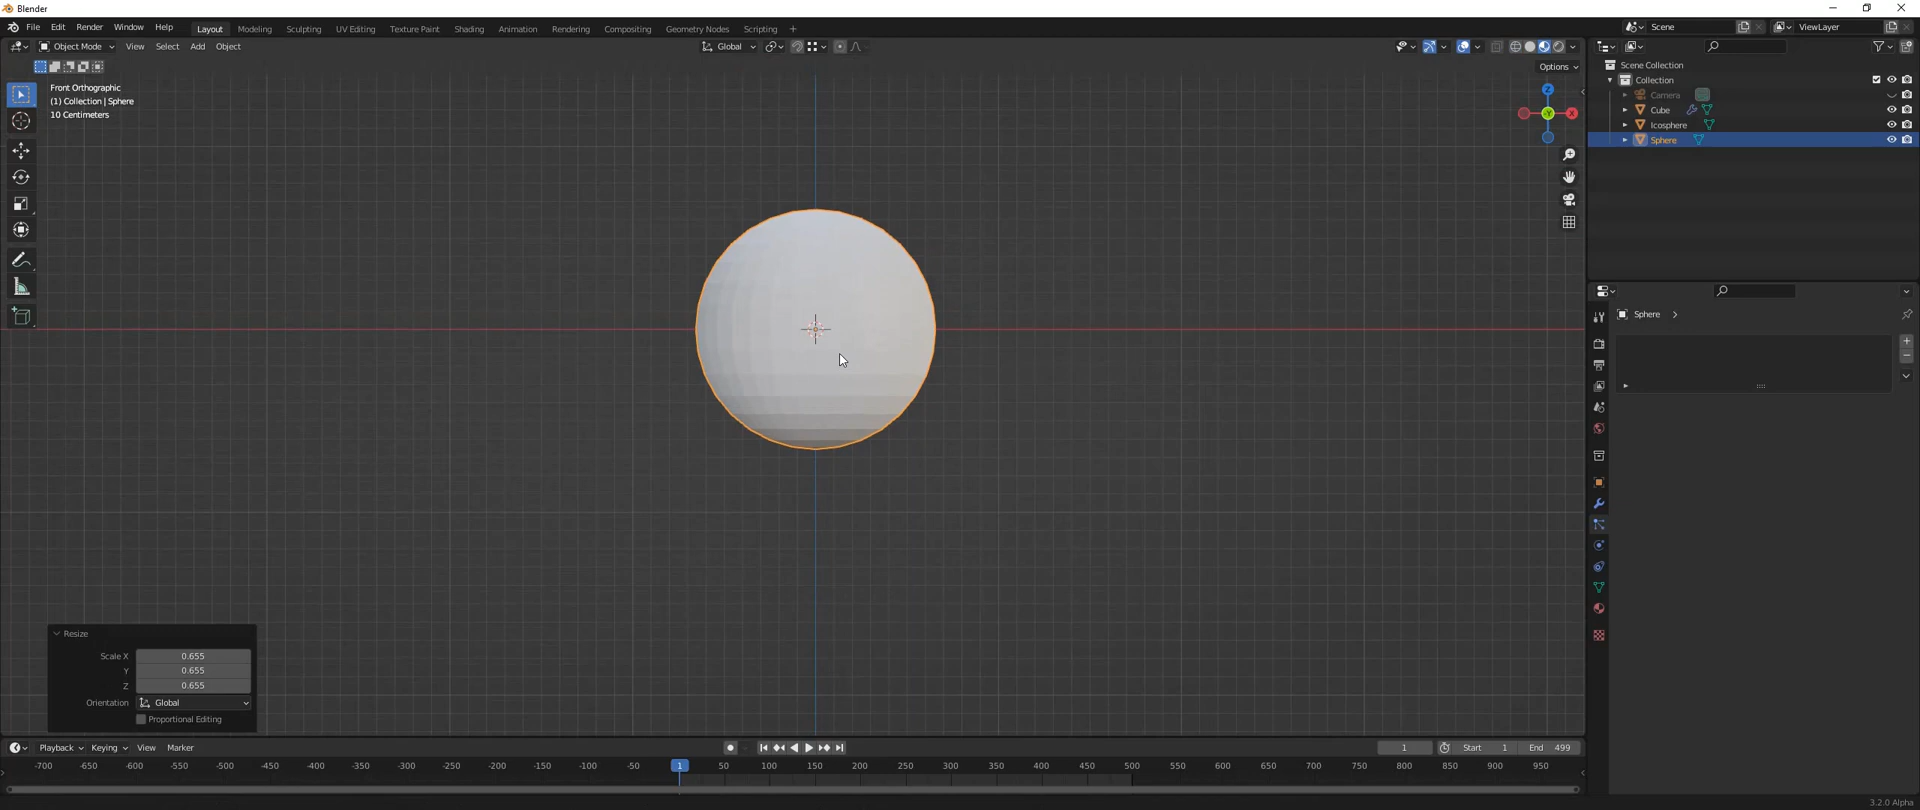 Blender
File Edit Render Window Help Layout Modeling Sculpting UV Editing Texture Paint Shading Animation Rendering Compositing Geometry Nodes Scripting + Scene ViewLayer
Object Mode View Select Add Object Global
Options
Front Orthographic
(1) Collection | Sphere
10 Centimeters
Z
X
Y
Scene Collection
Collection
Camera
Cube
Icosphere
Sphere
Sphere
Resize
Scale X 0.655
Y 0.655
Z 0.655
Orientation Global
Proportional Editing
Playback Keying View Marker 1 Start 1 End 499
-700 -650 -600 -550 -500 -450 -400 -350 -300 -250 -200 -150 -100 -50 1 50 100 150 200 250 300 350 400 450 500 550 600 650 700 750 800 850 900 950
3.2.0 Alpha